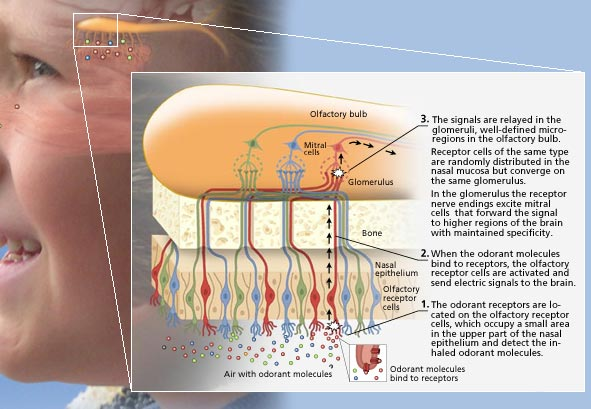 Olfactory bulb
Mitral
cells
Glomerulus
Bone
Nasal
epithelium
Olfactory
receptor
cells
Air with odorant molecules
Odorant molecules
bind to receptors
3. The signals are relayed in the
glomeruli, well-defined micro-
regions in the olfactory bulb.
Receptor cells of the same type
are randomly distributed in the
nasal mucosa but converge on
the same glomerulus.
In the glomerulus the receptor
nerve endings excite mitral
cells that forward the signal
to higher regions of the brain
with maintained specificity.
2. When the odorant molecules
bind to receptors, the olfactory
receptor cells are activated and
send electric signals to the brain.
1. The odorant receptors are lo-
cated on the olfactory receptor
cells, which occupy a small area
in the upper part of the nasal
epithelium and detect the in-
haled odorant molecules.